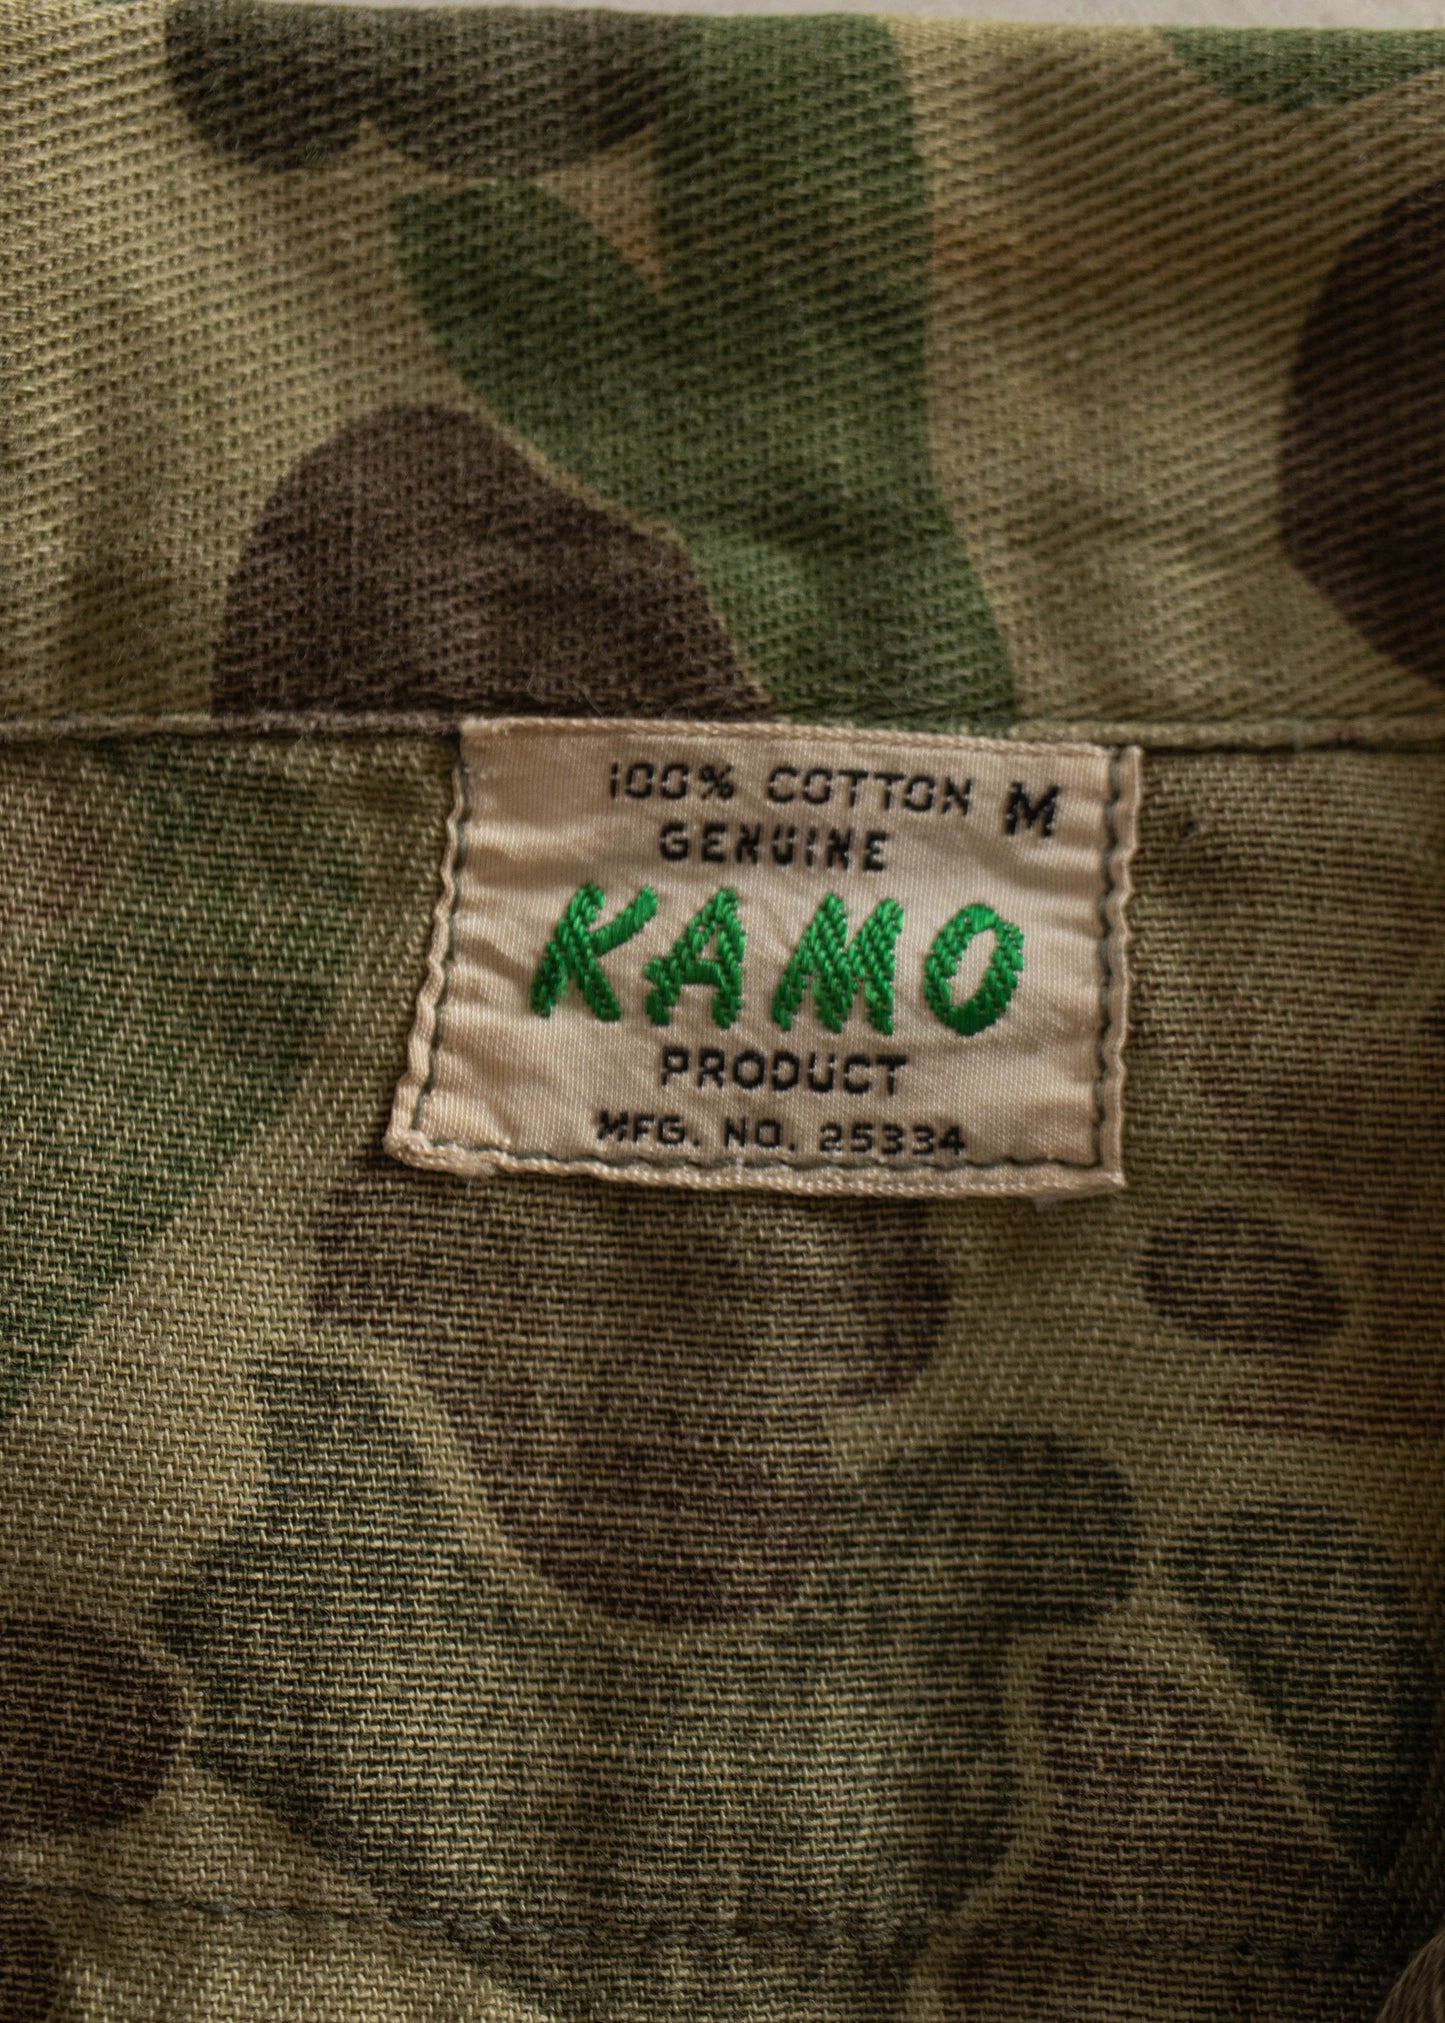 100% COTTON M
GENUINE
KAMO
PRODUCT
MFG. NO. 25334